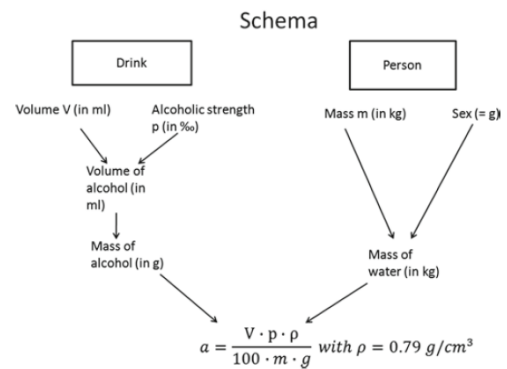 Schema
Drink
Person
Volume V (in ml)
Alcoholic strength
p (in ‰)
Mass m (in kg)
Sex (= g)
Volume of
alcohol (in
ml)
Mass of
alcohol (in g)
Mass of
water (in kg)
a = V · p · ρ / 100 · m · g with ρ = 0.79 g/cm³